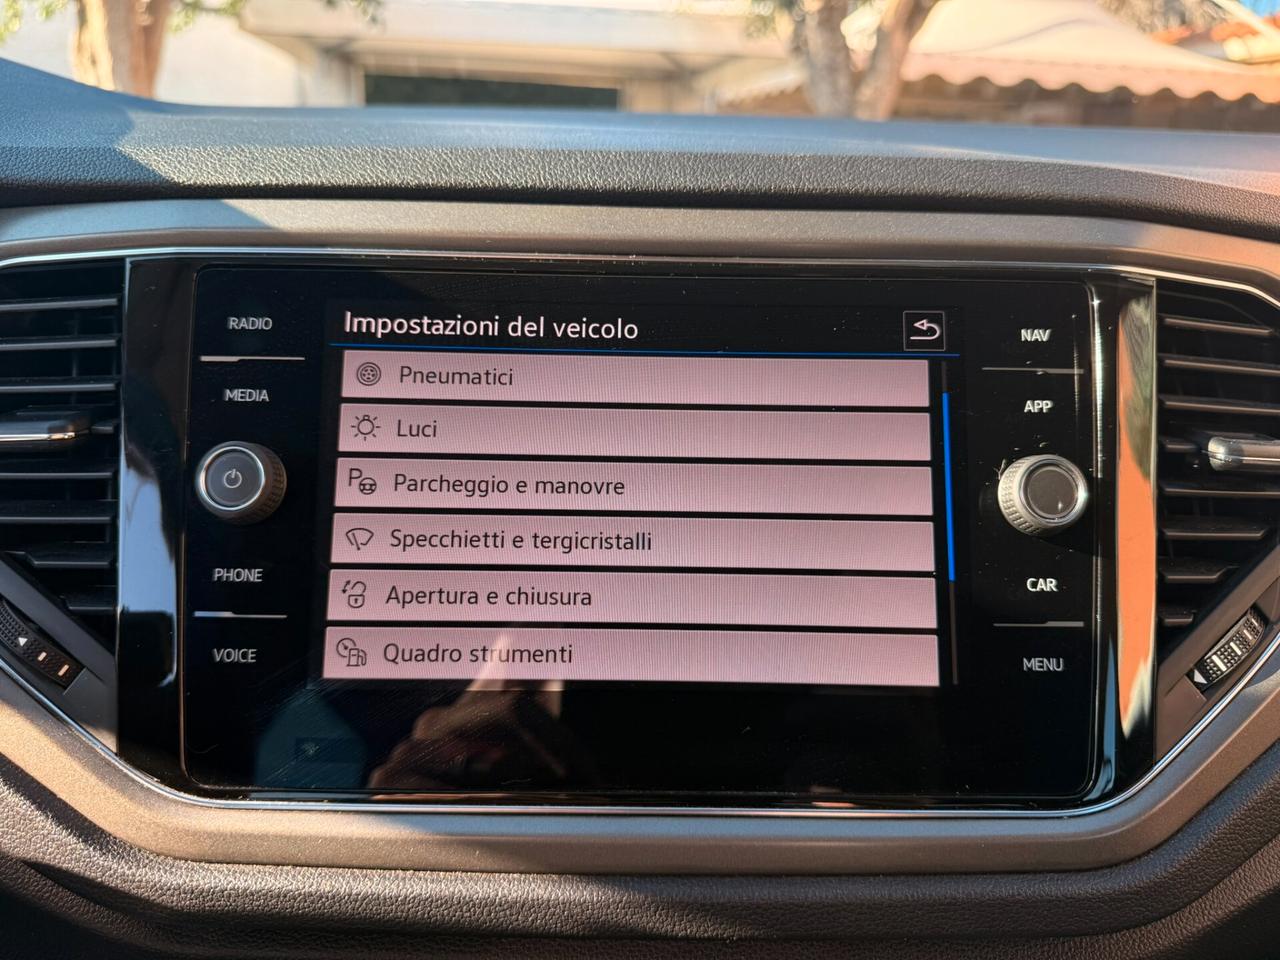 RADIO
MEDIA
PHONE
VOICE
Impostazioni del veicolo
Pneumatici
Luci
Parcheggio e manovre
Specchietti e tergicristalli
Apertura e chiusura
Quadro strumenti
NAV
APP
CAR
MENU